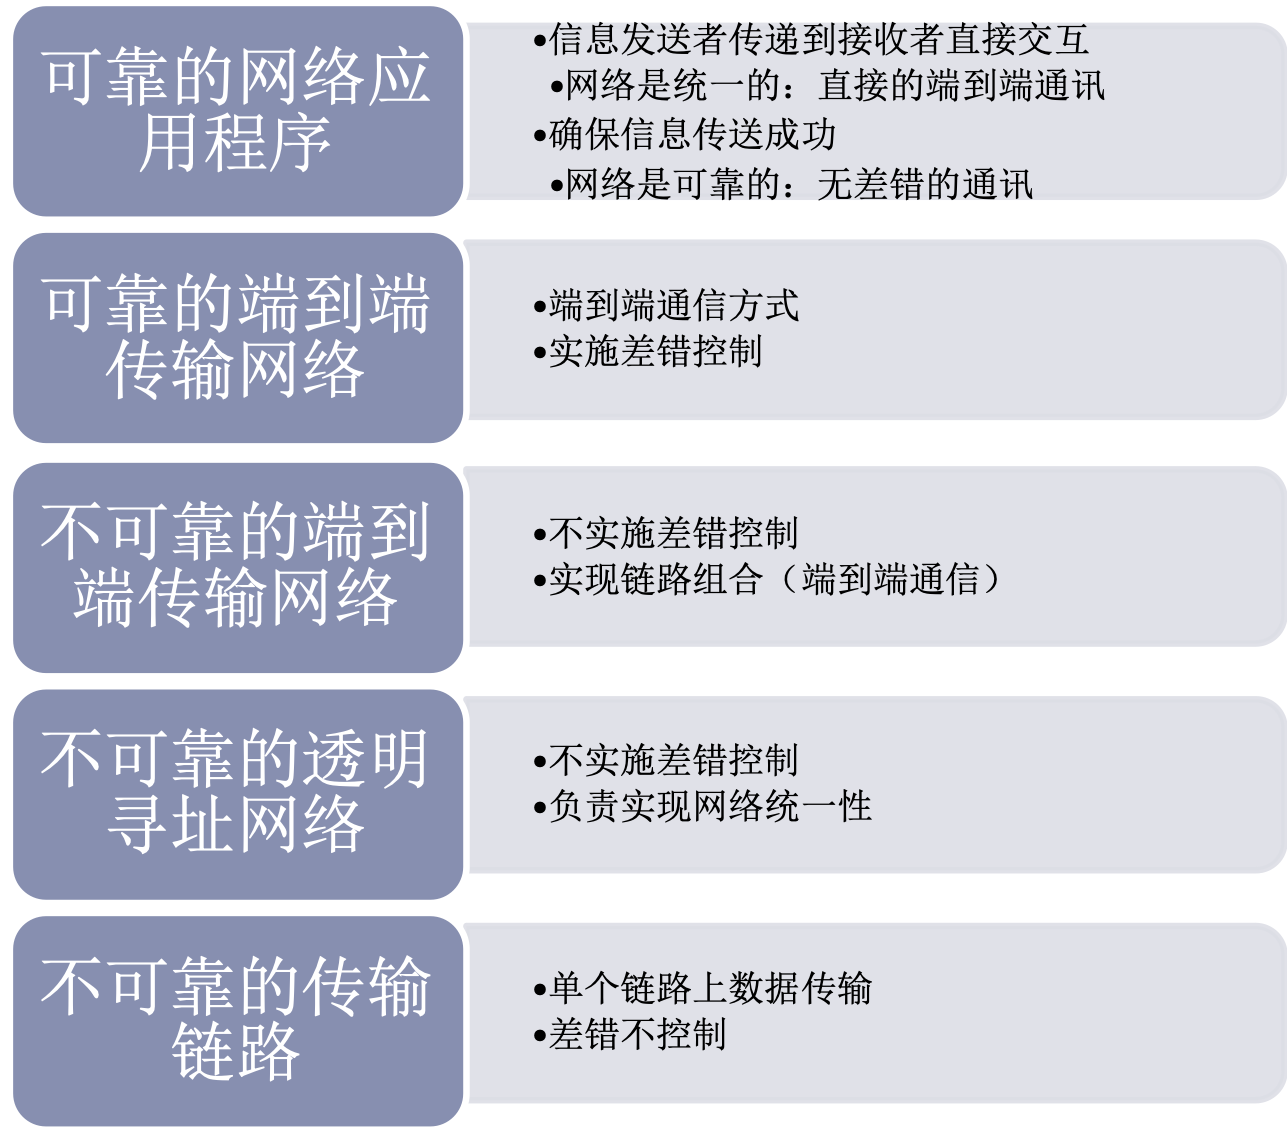 可靠的网络应
用程序
•信息发送者传递到接收者直接交互
•网络是统一的：直接的端到端通讯
•确保信息传送成功
•网络是可靠的：无差错的通讯
可靠的端到端
传输网络
•端到端通信方式
•实施差错控制
不可靠的端到
端传输网络
•不实施差错控制
•实现链路组合（端到端通信）
不可靠的透明
寻址网络
•不实施差错控制
•负责实现网络统一性
不可靠的传输
链路
•单个链路上数据传输
•差错不控制